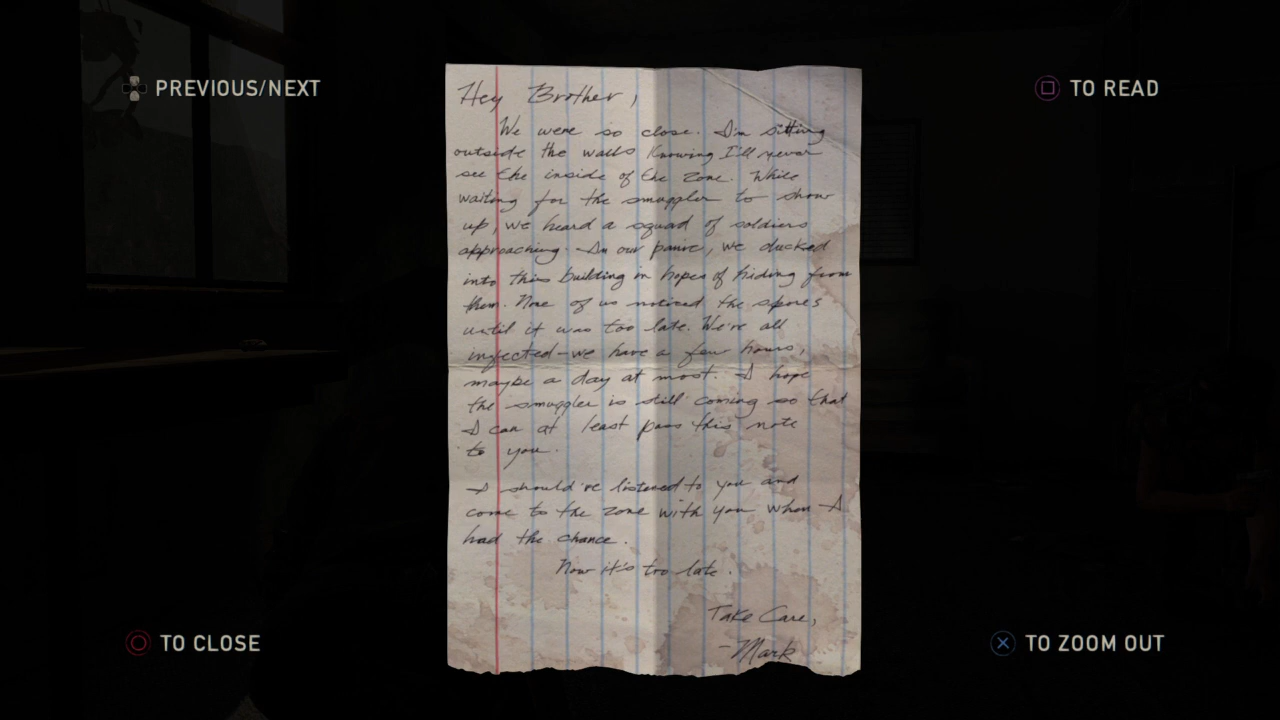 PREVIOUS/NEXT
TO READ
Hey Brother,
We were so close. I'm sitting
outside the walls Knowing I'll never
see the inside of the zone. While
waiting for the smuggler to show
up, we heard a squad of soldiers
approaching. In our panic, we ducked
into this building in hopes of hiding from
them. None of us noticed the spores
until it was too late. We're all
infected-we have a few hours,
maybe a day at most. I hope
the smuggler is still coming so that
I can at least pass this note
to you.
I should've listened to you and
come to the zone with you when I
had the chance.
Now it's too late.
Take Care,
-Mark
TO CLOSE
TO ZOOM OUT